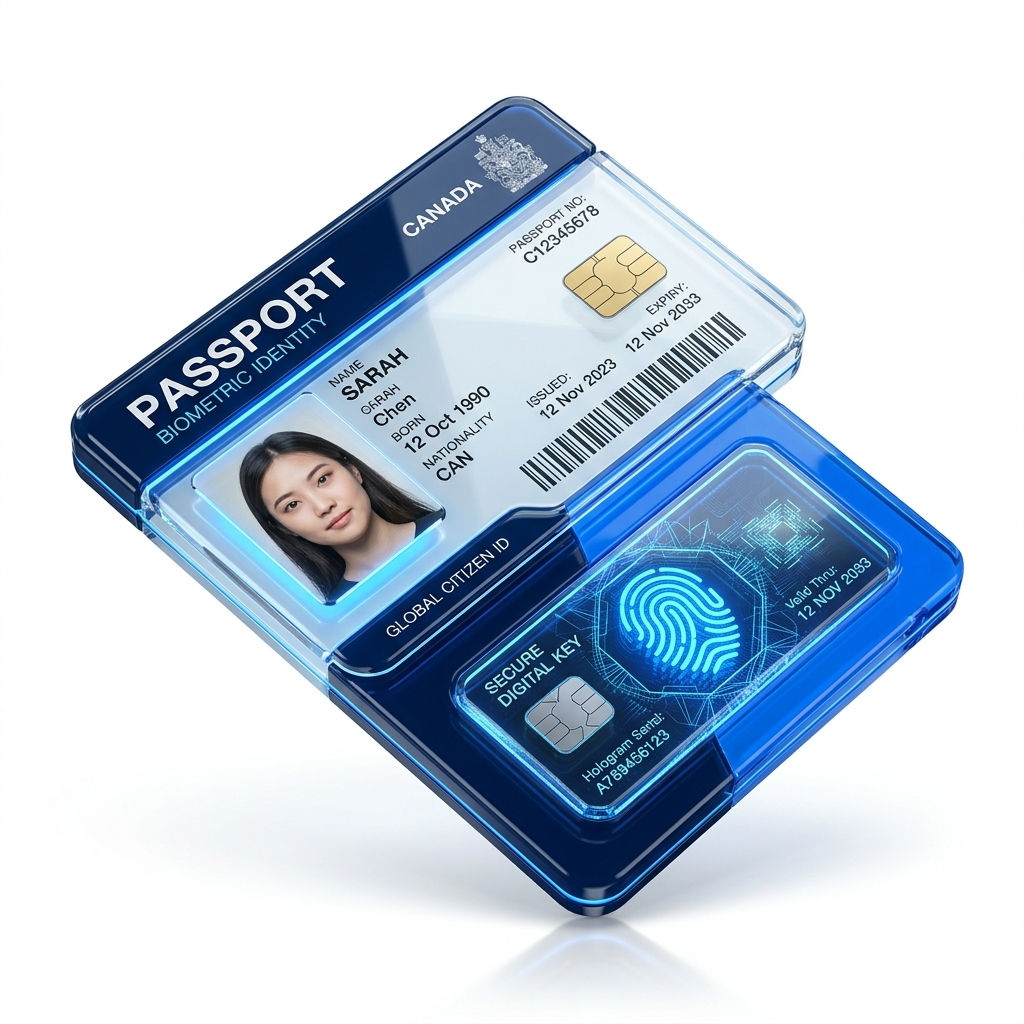 PASSPORT
BIOMETRIC IDENTITY
CANADA
PASSPORT NO:
C12345678
NAME
SARAH
Chen
BORN
12 Oct 1990
NATIONALITY
CAN
ISSUED:
12 Nov 2023
EXPIRY:
12 Nov 2033
GLOBAL CITIZEN ID
SECURE
DIGITAL KEY
Valid Thru:
12 NOV 2033
Hologram Serial:
A789456123